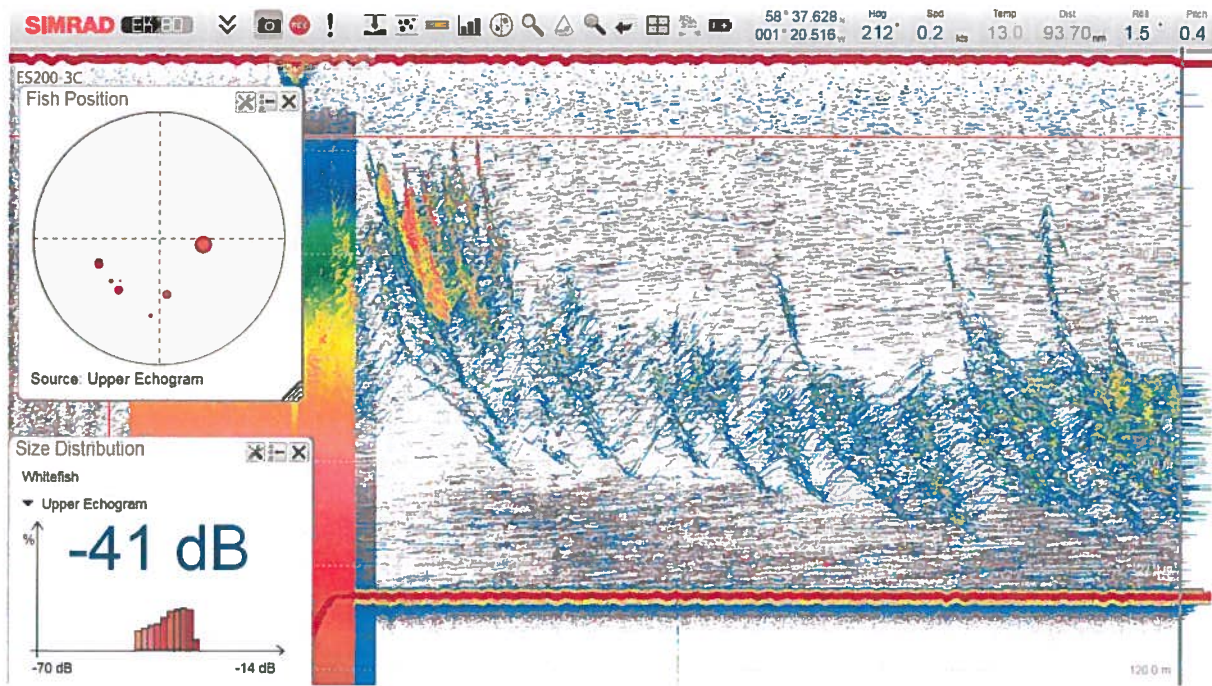 SIMRAD EK80
58° 37.628 N
001° 20.516 W
Hdg
212°
Spd
0.2 kts
Temp
13.0
Dist
93.70 nm
Roll
1.5 °
Pitch
0.4
ES200-3C
Fish Position
Source: Upper Echogram
Size Distribution
Whitefish
Upper Echogram
-41 dB
%
-70 dB
-14 dB
120.0 m